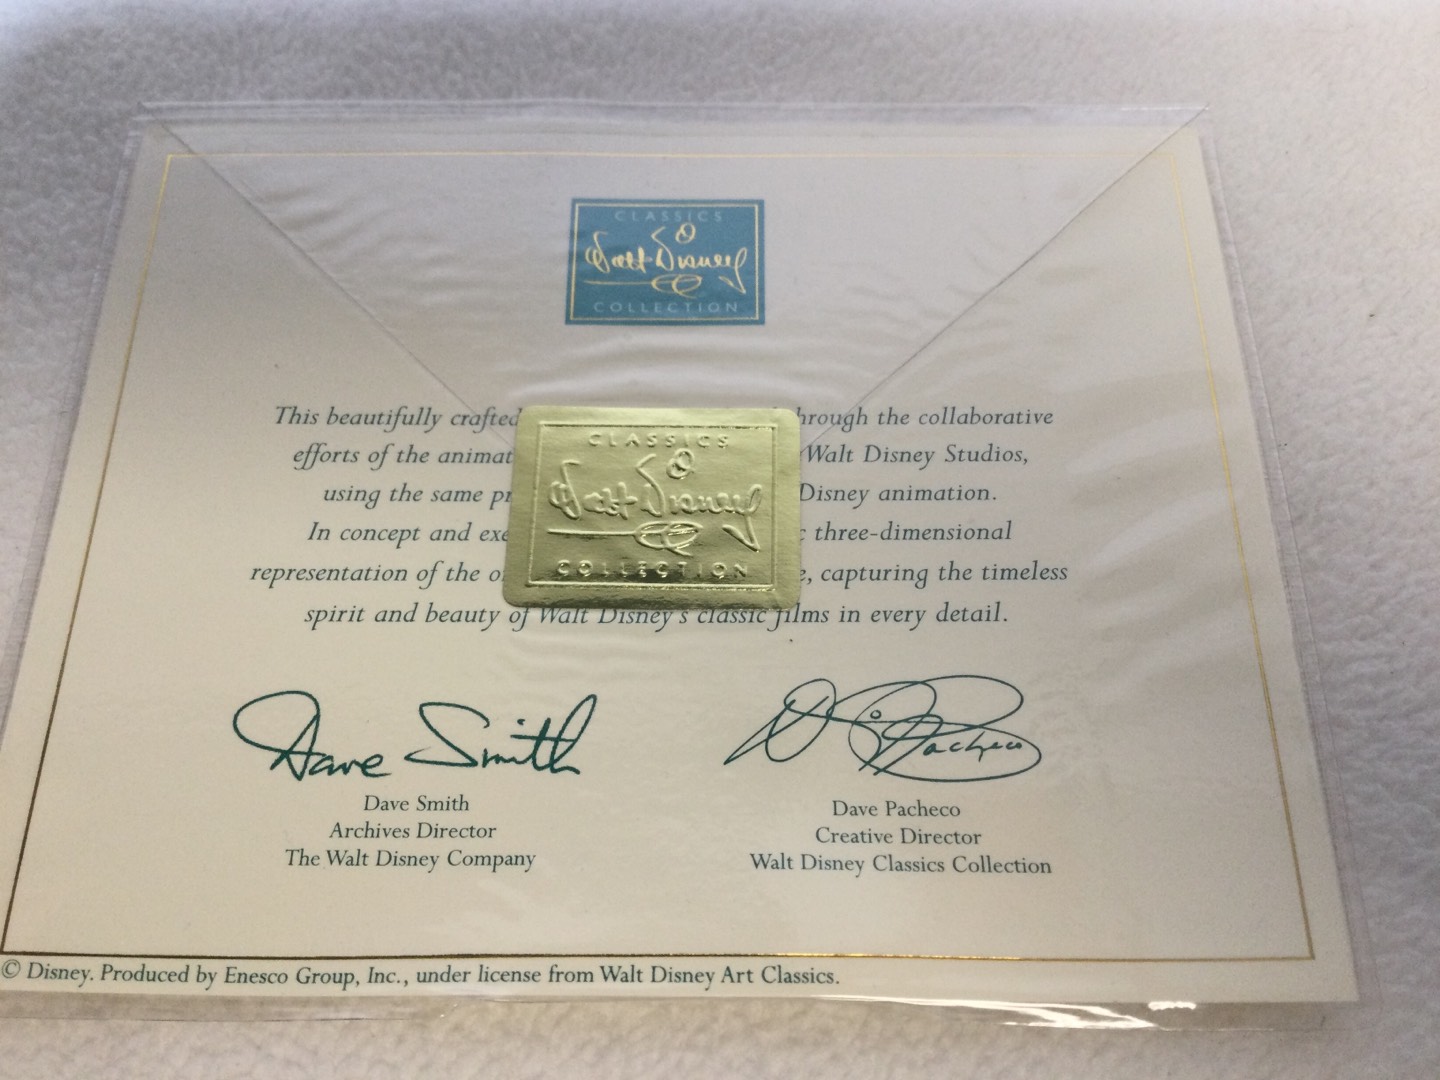 CLASSICS
Walt Disney
COLLECTION
This beautifully crafted hrough the collaborative
efforts of the animat Walt Disney Studios,
using the same pr Disney animation.
In concept and exe c three-dimensional
representation of the o e, capturing the timeless
spirit and beauty of Walt Disney's classic films in every detail.
CLASSICS
Walt Disney
COLLECTION
Dave Smith
Dave Smith
Archives Director
The Walt Disney Company
D. Pacheco
Dave Pacheco
Creative Director
Walt Disney Classics Collection
© Disney. Produced by Enesco Group, Inc., under license from Walt Disney Art Classics.